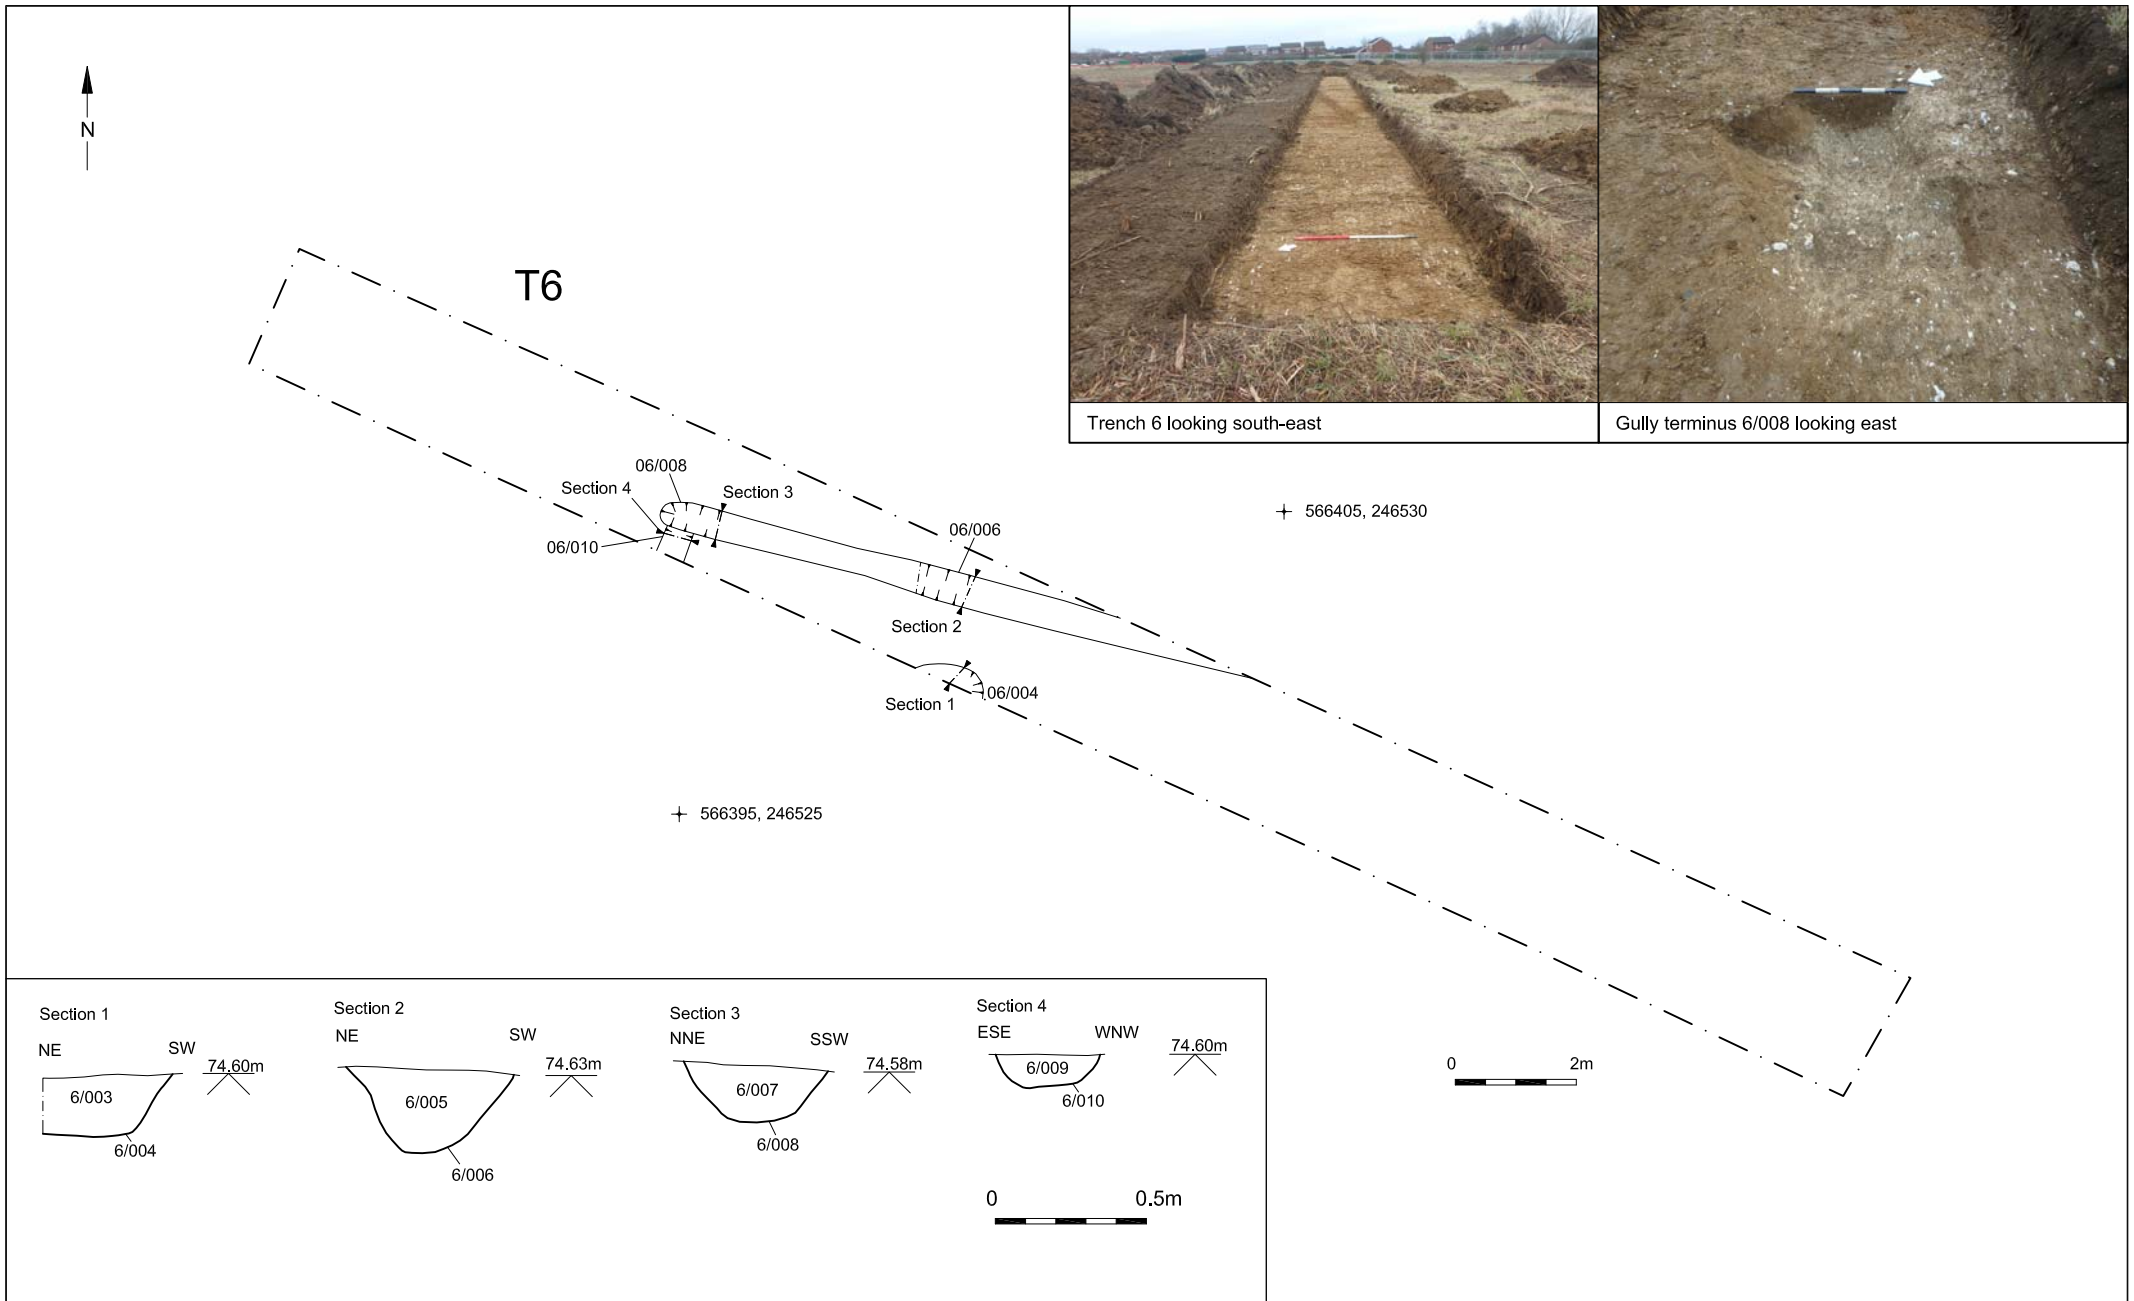 N
T6
Trench 6 looking south-east
Gully terminus 6/008 looking east
06/008
Section 4
Section 3
06/010
06/006
Section 2
06/004
Section 1
566405, 246530
566395, 246525
0 2m
Section 1
NE SW
74.60m
6/003
6/004
Section 2
NE SW
74.63m
6/005
6/006
Section 3
NNE SSW
74.58m
6/007
6/008
Section 4
ESE WNW
74.60m
6/009
6/010
0 0.5m